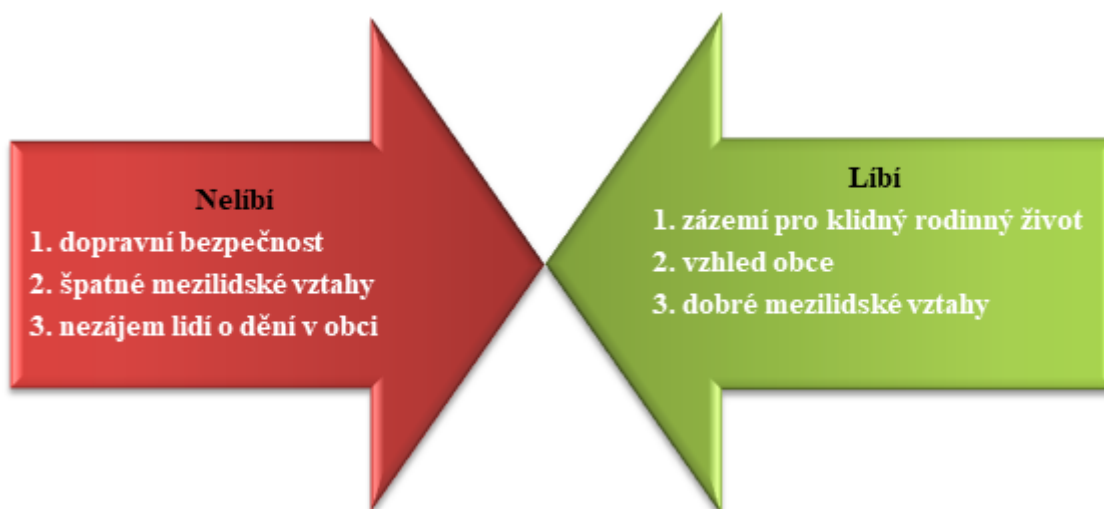 Nelíbí
1. dopravní bezpečnost
2. špatné mezilidské vztahy
3. nezájem lidí o dění v obci
Líbí
1. zázemí pro klidný rodinný život
2. vzhled obce
3. dobré mezilidské vztahy